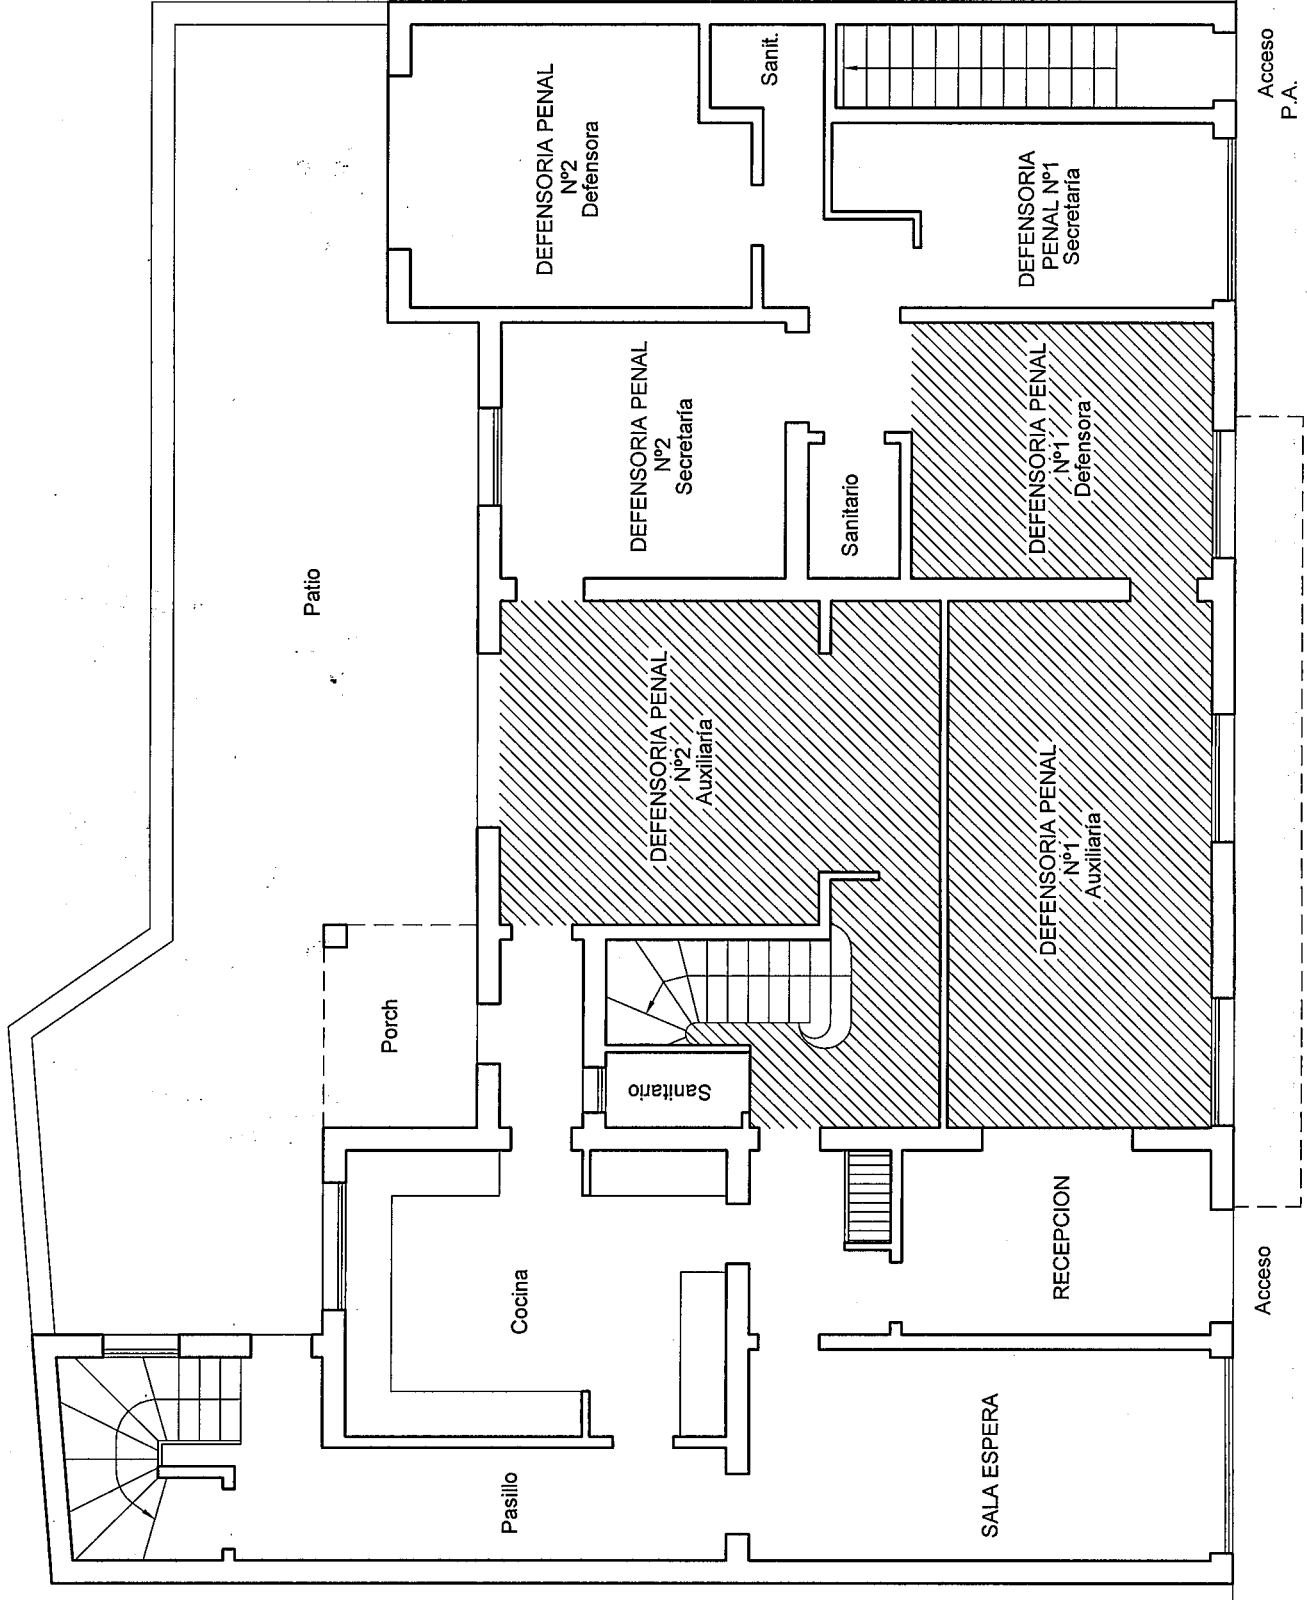 Patio
Porch
Cocina
Pasillo
SALA ESPERA
RECEPCION
Acceso
Sanitario
DEFENSORIA PENAL
Nº2
Auxiliaría
DEFENSORIA PENAL
Nº1
Auxiliaría
DEFENSORIA PENAL
Nº2
Secretaría
Sanitario
DEFENSORIA PENAL
Nº1
Defensora
DEFENSORIA PENAL
Nº2
Defensora
Sanit.
DEFENSORIA
PENAL Nº1
Secretaría
Acceso
P.A.